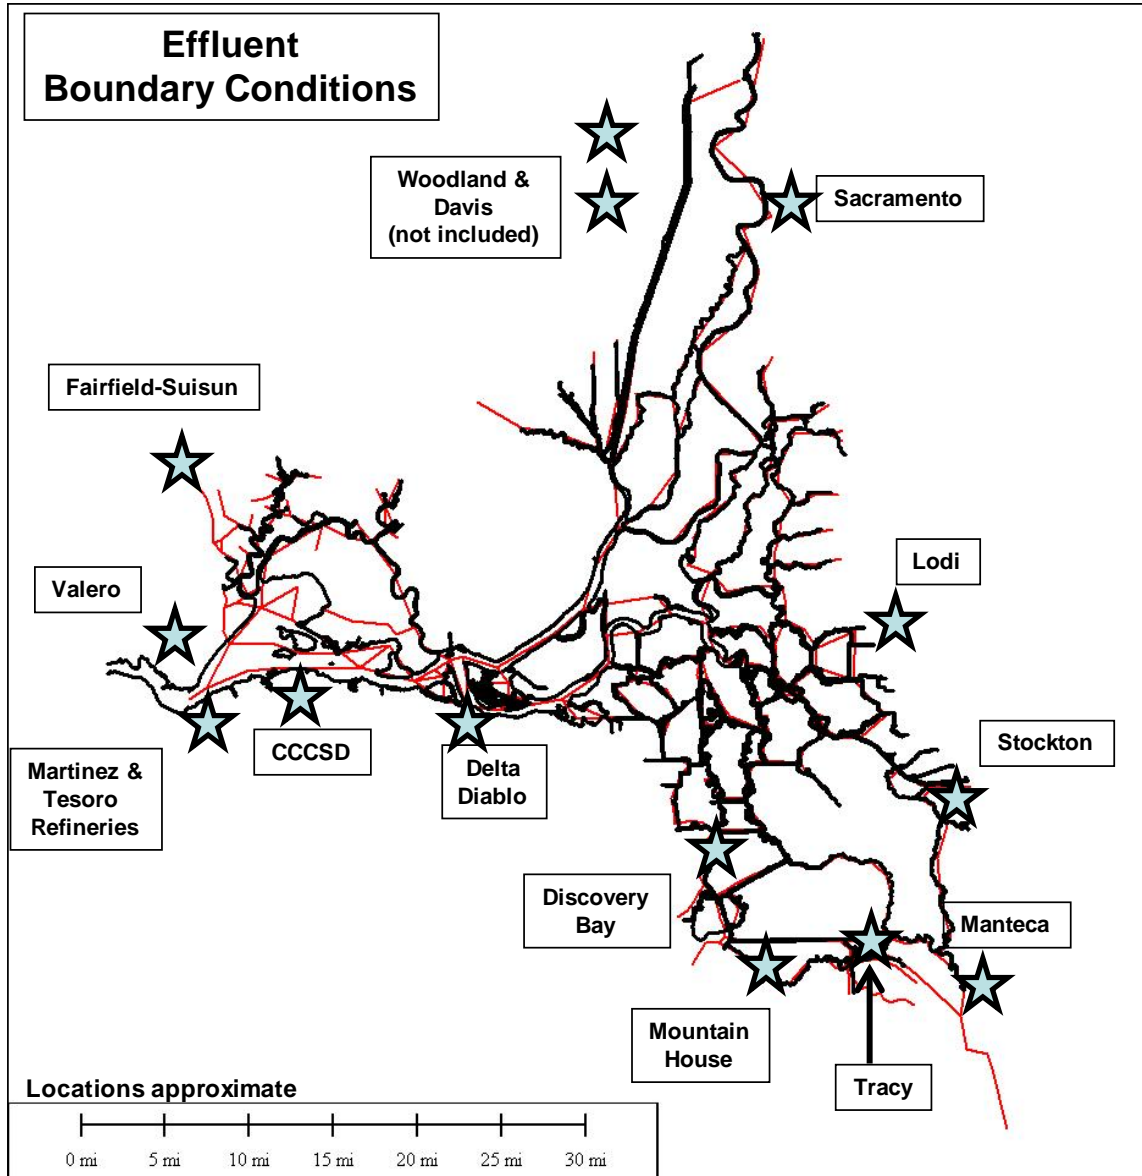 Effluent
Boundary Conditions
Woodland &
Davis
(not included)
Sacramento
Fairfield-Suisun
Valero
Lodi
Martinez &
Tesoro
Refineries
CCCSD
Delta
Diablo
Stockton
Discovery
Bay
Manteca
Mountain
House
Tracy
Locations approximate
0 mi 5 mi 10 mi 15 mi 20 mi 25 mi 30 mi